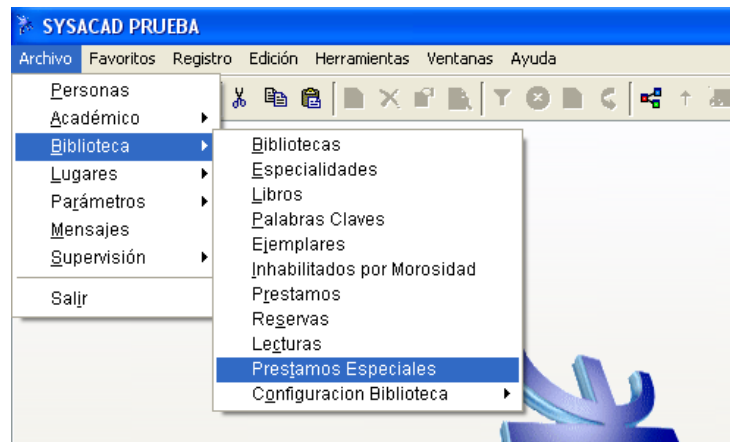 SYSACAD PRUEBA
Archivo Favoritos Registro Edición Herramientas Ventanas Ayuda
Personas
Académico
Biblioteca
Lugares
Parámetros
Mensajes
Supervisión
Salir
Bibliotecas
Especialidades
Libros
Palabras Claves
Ejemplares
Inhabilitados por Morosidad
Prestamos
Reservas
Lecturas
Prestamos Especiales
Configuracion Biblioteca